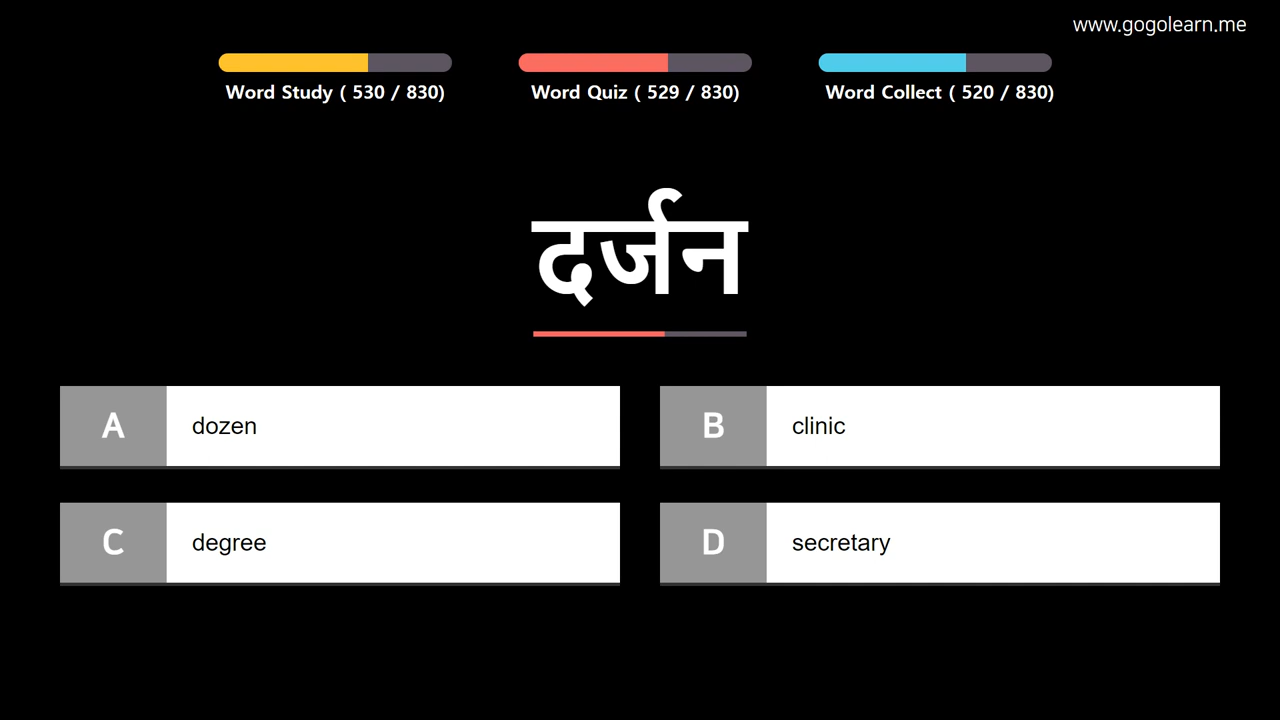 www.gogolearn.me
Word Study ( 530 / 830)
Word Quiz ( 529 / 830)
Word Collect ( 520 / 830)
दर्जन
A dozen
B clinic
C degree
D secretary